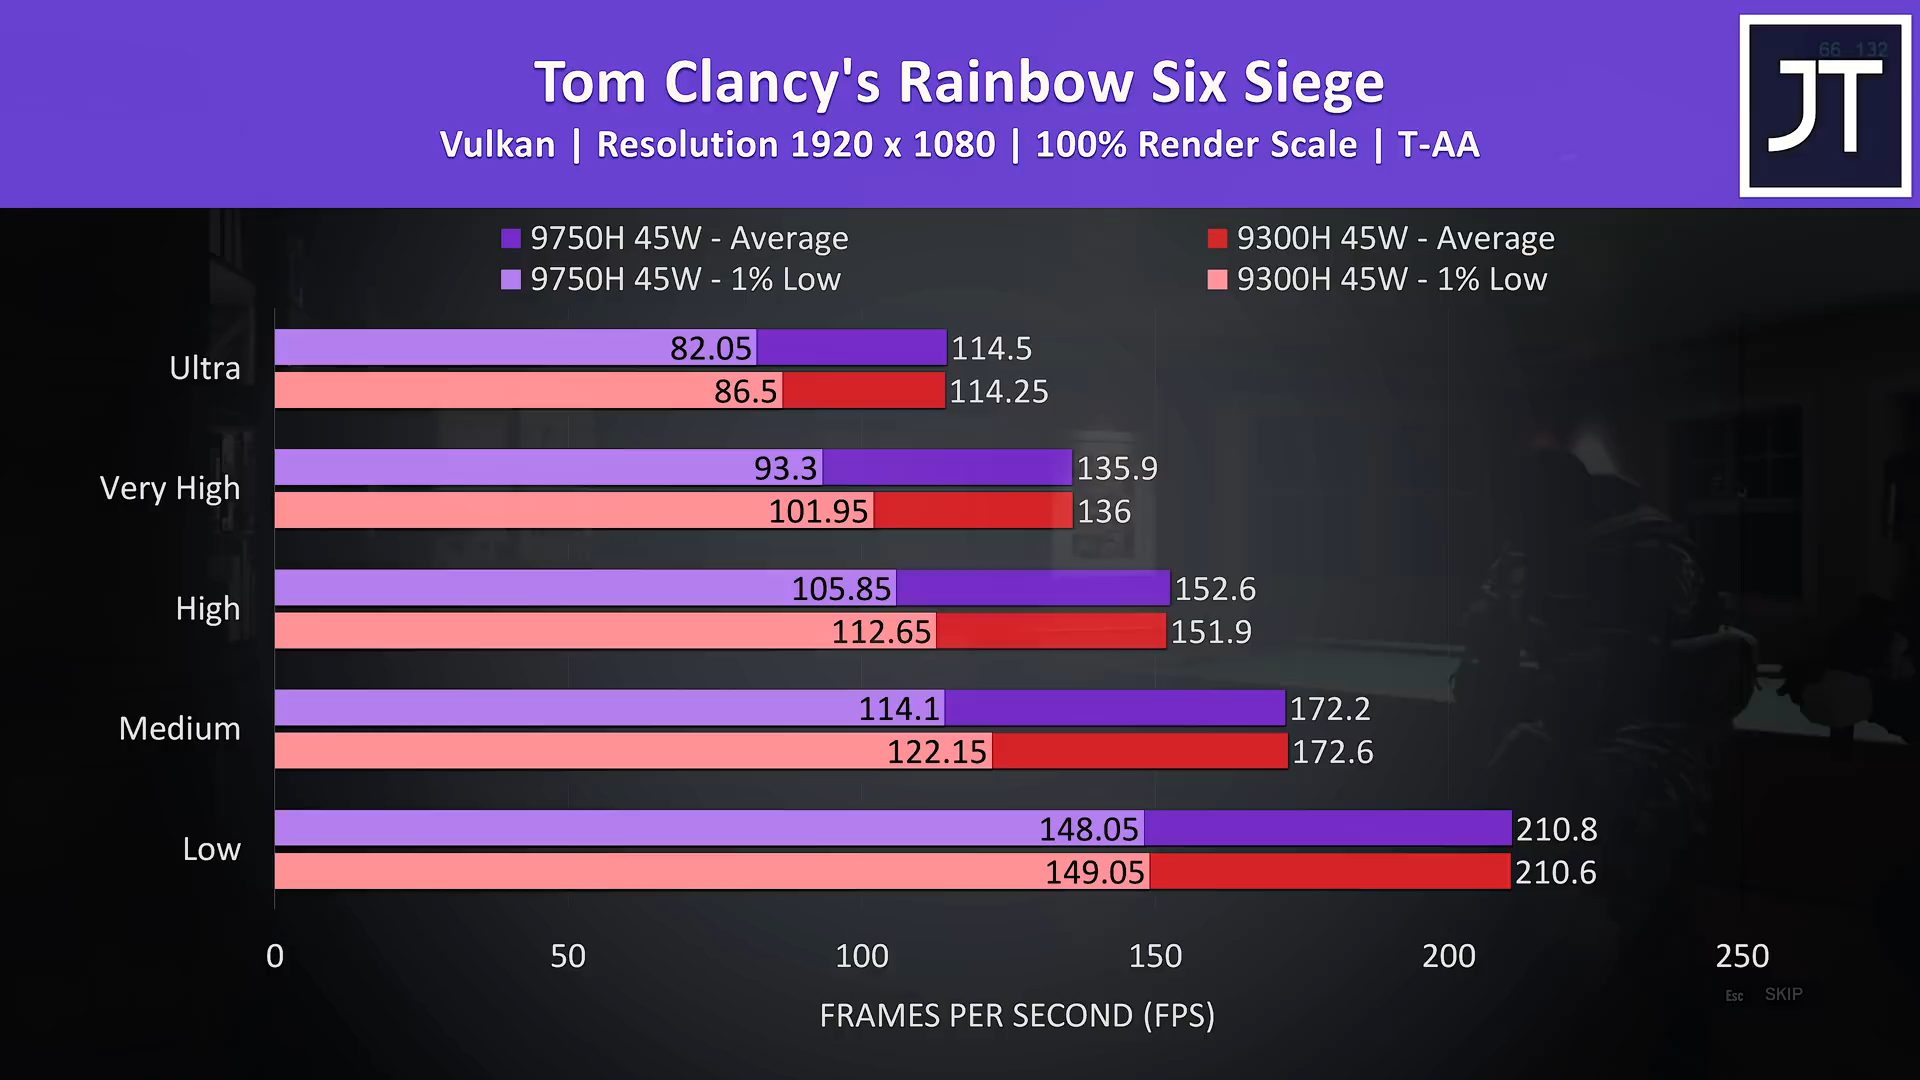 Tom Clancy's Rainbow Six Siege
Vulkan | Resolution 1920 x 1080 | 100% Render Scale | T-AA
66 132
JT
9750H 45W - Average
9300H 45W - Average
9750H 45W - 1% Low
9300H 45W - 1% Low
Ultra
82.05
114.5
86.5
114.25
Very High
93.3
135.9
101.95
136
High
105.85
152.6
112.65
151.9
Medium
114.1
172.2
122.15
172.6
Low
148.05
210.8
149.05
210.6
0 50 100 150 200 250
Esc SKIP
FRAMES PER SECOND (FPS)